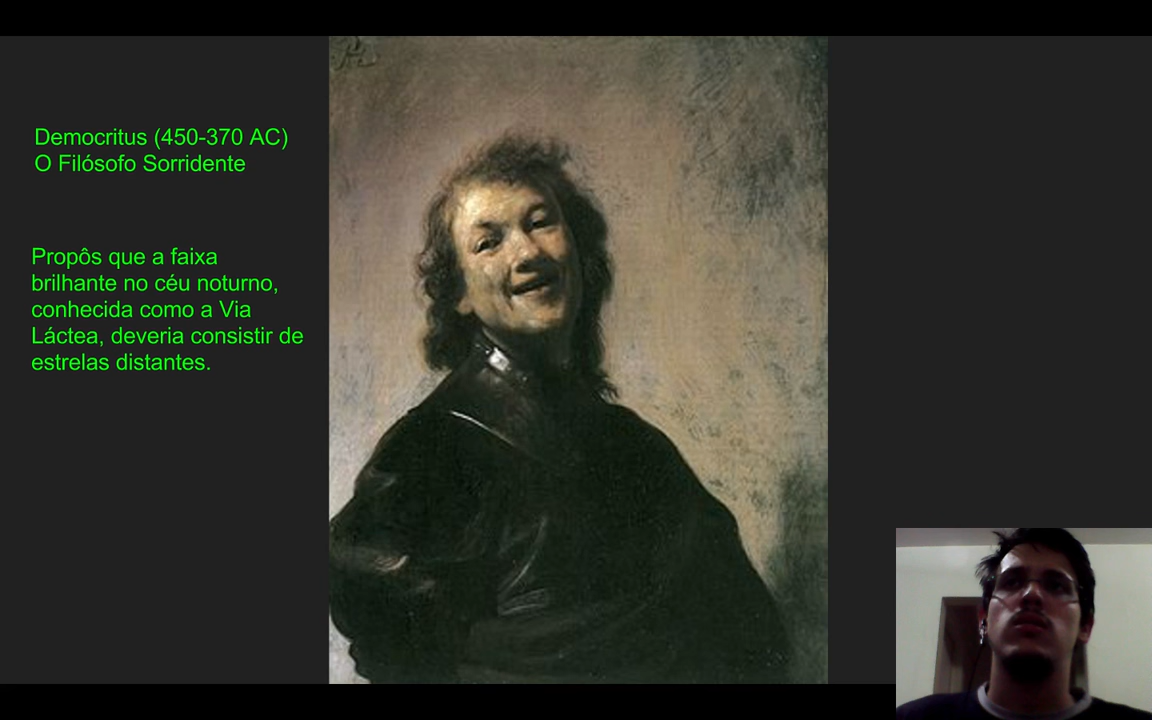 Democritus (450-370 AC)
O Filósofo Sorridente
Propôs que a faixa
brilhante no céu noturno,
conhecida como a Via
Láctea, deveria consistir de
estrelas distantes.